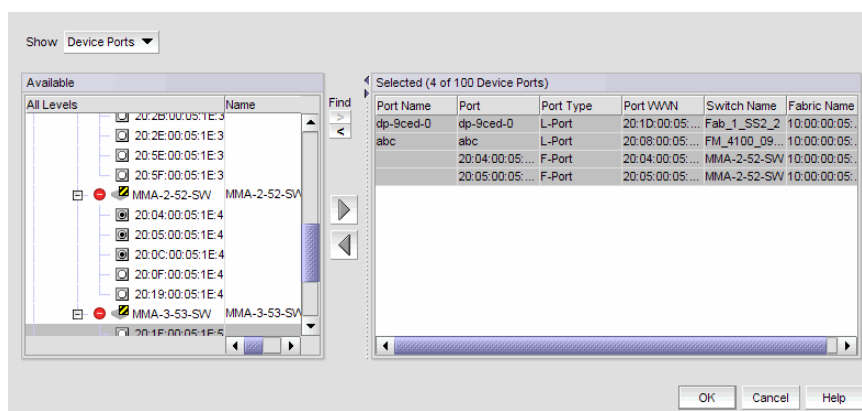 Show Device Ports
Available
All Levels Name
20:2B:00:05:1E:3
20:2E:00:05:1E:3
20:5E:00:05:1E:3
20:5F:00:05:1E:3
MMA-2-52-SW MMA-2-52-SW
20:04:00:05:1E:4
20:05:00:05:1E:4
20:0C:00:05:1E:4
20:0F:00:05:1E:4
20:19:00:05:1E:4
MMA-3-53-SW MMA-3-53-SW
20:1F:00:05:1E:5
Find
>
<
Selected (4 of 100 Device Ports)
Port Name Port Port Type Port WWN Switch Name Fabric Name
dp-9ced-0 dp-9ced-0 L-Port 20:1D:00:05:... Fab_1_SS2_2 10:00:00:05:.
abc abc L-Port 20:08:00:05:... FM_4100_09... 10:00:00:05:.
20:04:00:05:... F-Port 20:04:00:05:... MMA-2-52-SW 10:00:00:05:.
20:05:00:05:... F-Port 20:05:00:05:... MMA-2-52-SW 10:00:00:05:.
OK Cancel Help